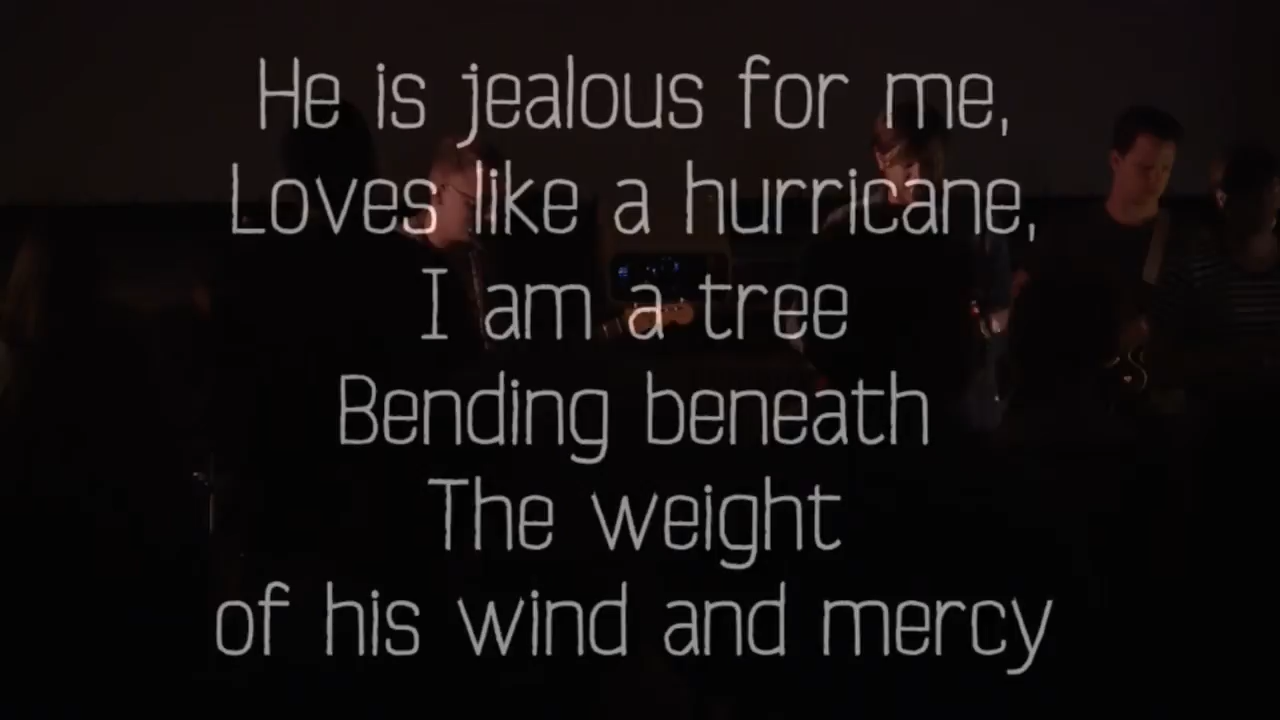 He is jealous for me,
Loves like a hurricane,
I am a tree
Bending beneath
The weight
of his wind and mercy